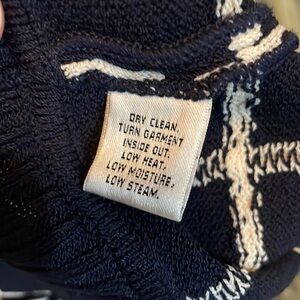 DRY CLEAN.
TURN GARMENT
INSIDE OUT.
LOW HEAT,
LOW MOISTURE,
LOW STEAM.